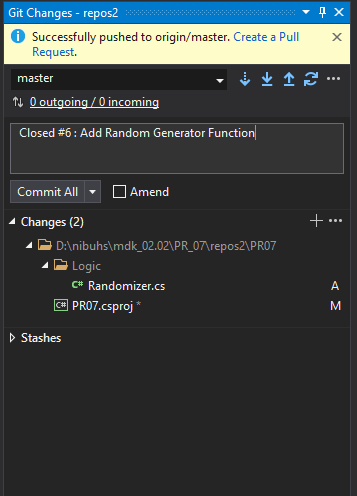 Git Changes - repos2
Successfully pushed to origin/master. Create a Pull
Request.
master
0 outgoing / 0 incoming
Closed #6 : Add Random Generator Function
Commit All
Amend
Changes (2)
D:\nibuhs\mdk_02.02\PR_07\repos2\PR07
Logic
C# Randomizer.cs A
C# PR07.csproj * M
Stashes